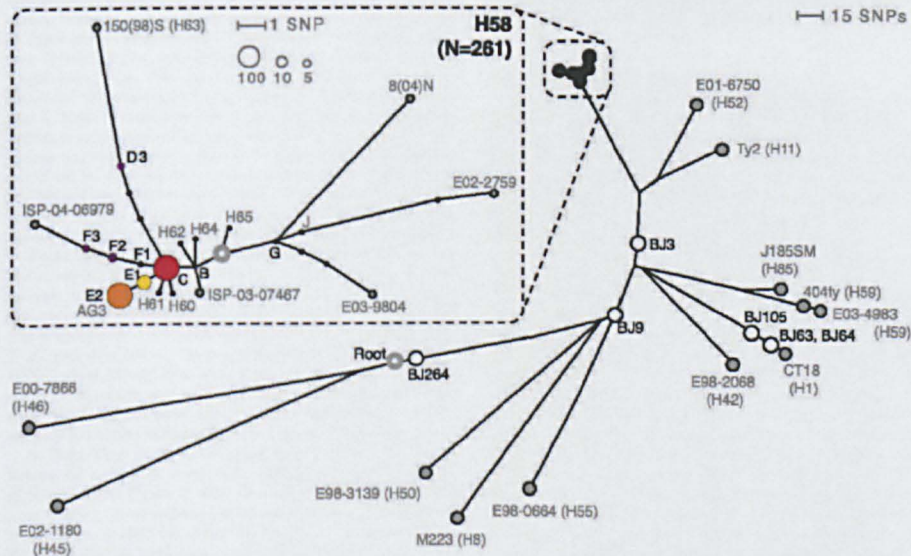 150(98)S (H63)
1 SNP
H58
(N=261)
100
10
5
8(04)N
D3
E02-2759
ISP-04-06979
H65
H64
H62
J
F3
F2
F1
G
E1
C
B
E2
AG3
H61
H60
ISP-03-07467
E03-9804
15 SNPs
E01-6750
(H52)
Ty2 (H11)
BJ3
J185SM
(H85)
404ty (H59)
E03-4983
(H59)
BJ105
BJ63, BJ64
CT18
(H1)
E98-2068
(H42)
BJ9
Root
BJ264
E00-7866
(H46)
E98-3139 (H50)
E98-0664 (H55)
M223 (H8)
E02-1180
(H45)